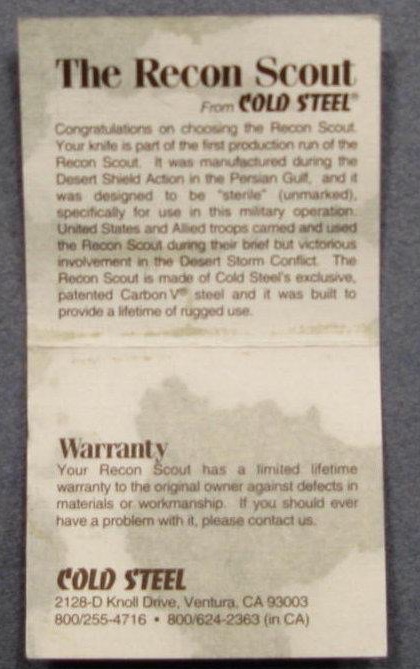 The Recon Scout
From COLD STEEL®
Congratulations on choosing the Recon Scout.
Your knife is part of the first production run of the
Recon Scout. It was manufactured during the
Desert Shield Action in the Persian Gulf, and it
was designed to be "sterile" (unmarked),
specifically for use in this military operation.
United States and Allied troops carried and used
the Recon Scout during their brief but victorious
involvement in the Desert Storm Conflict. The
Recon Scout is made of Cold Steel's exclusive,
patented Carbon V® steel and it was built to
provide a lifetime of rugged use.
Warranty
Your Recon Scout has a limited lifetime
warranty to the original owner against defects in
materials or workmanship. If you should ever
have a problem with it, please contact us.
COLD STEEL
2128-D Knoll Drive, Ventura, CA 93003
800/255-4716 • 800/624-2363 (in CA)